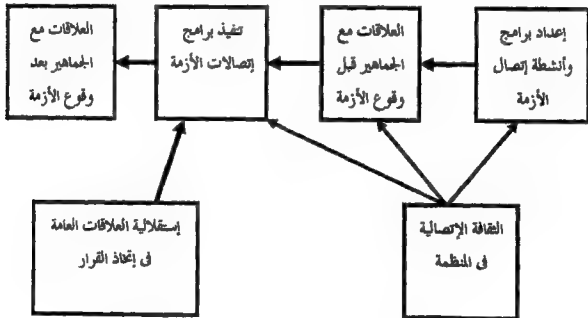 إعداد برامج
وأنشطة إتصال
الأزمة
العلاقات مع
الجماهير قبل
وقوع الأزمة
تنفيذ برامج
إتصالات الأزمة
العلاقات مع
الجماهير بعد
وقوع الأزمة
الثقافة الإتصالية
فى المنظمة
إستقلالية العلاقات العامة
فى إتخاذ القرار